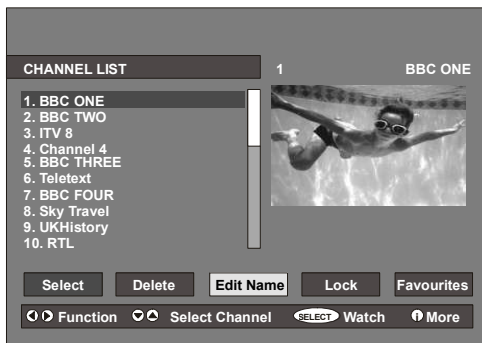 CHANNEL LIST
1 BBC ONE
1. BBC ONE
2. BBC TWO
3. ITV 8
4. Channel 4
5. BBC THREE
6. Teletext
7. BBC FOUR
8. Sky Travel
9. UKHistory
10. RTL
Select Delete Edit Name Lock Favourites
Function Select Channel SELECT Watch i More